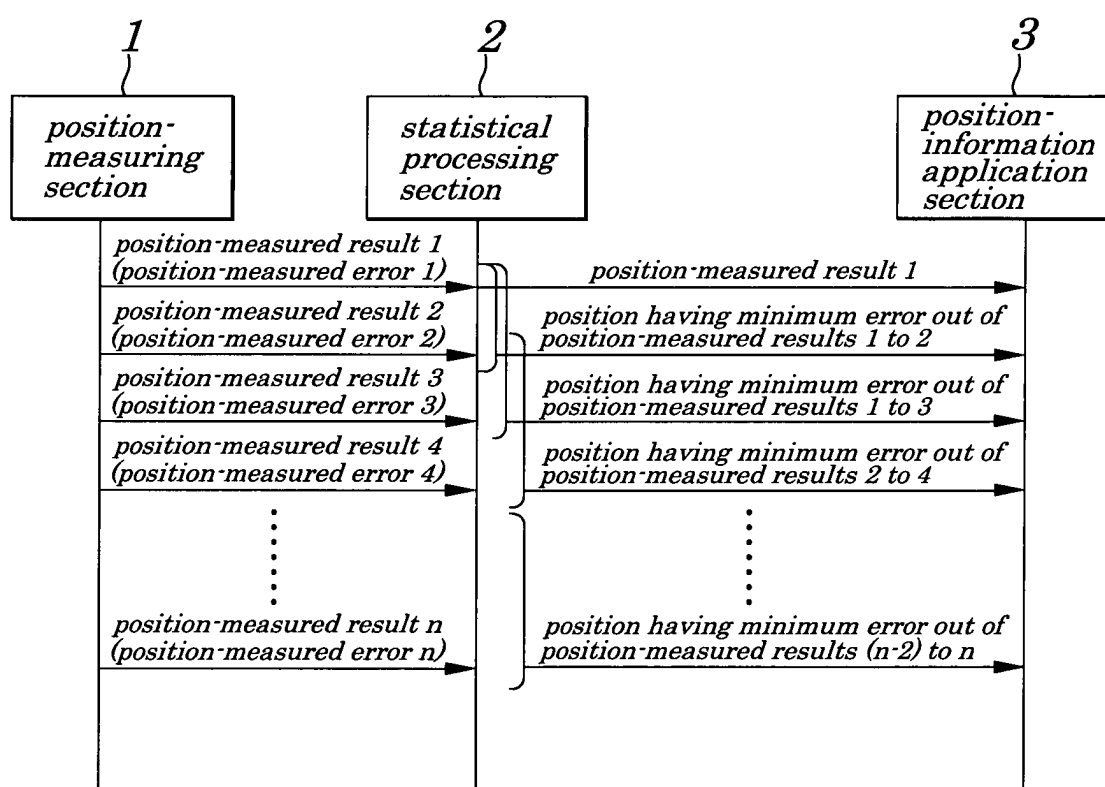 1
2
3
position-
measuring
section
statistical
processing
section
position-
information
application
section
position-measured result 1
(position-measured error 1)
position-measured result 1
position-measured result 2
(position-measured error 2)
position having minimum error out of
position-measured results 1 to 2
position-measured result 3
(position-measured error 3)
position having minimum error out of
position-measured results 1 to 3
position-measured result 4
(position-measured error 4)
position having minimum error out of
position-measured results 2 to 4
position-measured result n
(position-measured error n)
position having minimum error out of
position-measured results (n-2) to n